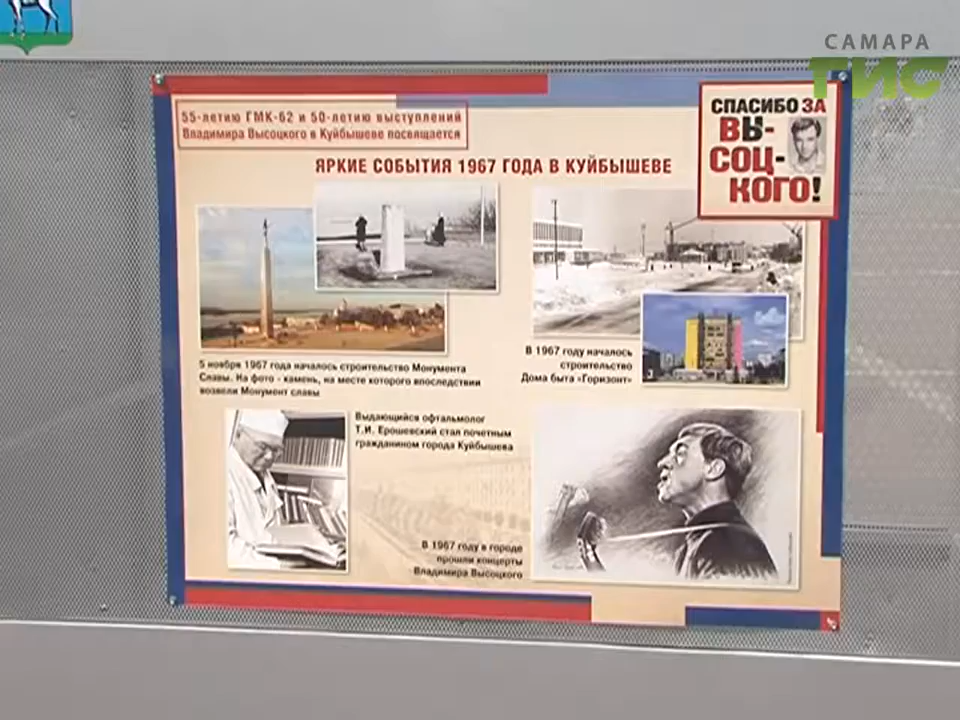 САМАРА
ГИС
55-летию ГМК-62 и 50-летию выступлений
Владимира Высоцкого в Куйбышеве посвящается
СПАСИБО ЗА
ВЫ-
СОЦ-
КОГО!
ЯРКИЕ СОБЫТИЯ 1967 ГОДА В КУЙБЫШЕВЕ
5 ноября 1967 года началось строительство Монумента
Славы. На фото - камень, на месте которого впоследствии
возвели Монумент славы
В 1967 году началось
строительство
Дома быта «Горизонт»
3
Выдающийся офтальмолог
Т.И. Ерошевский стал почетным
гражданином города Куйбышева
В 1967 году в городе
прошли концерты
Владимира Высоцкого